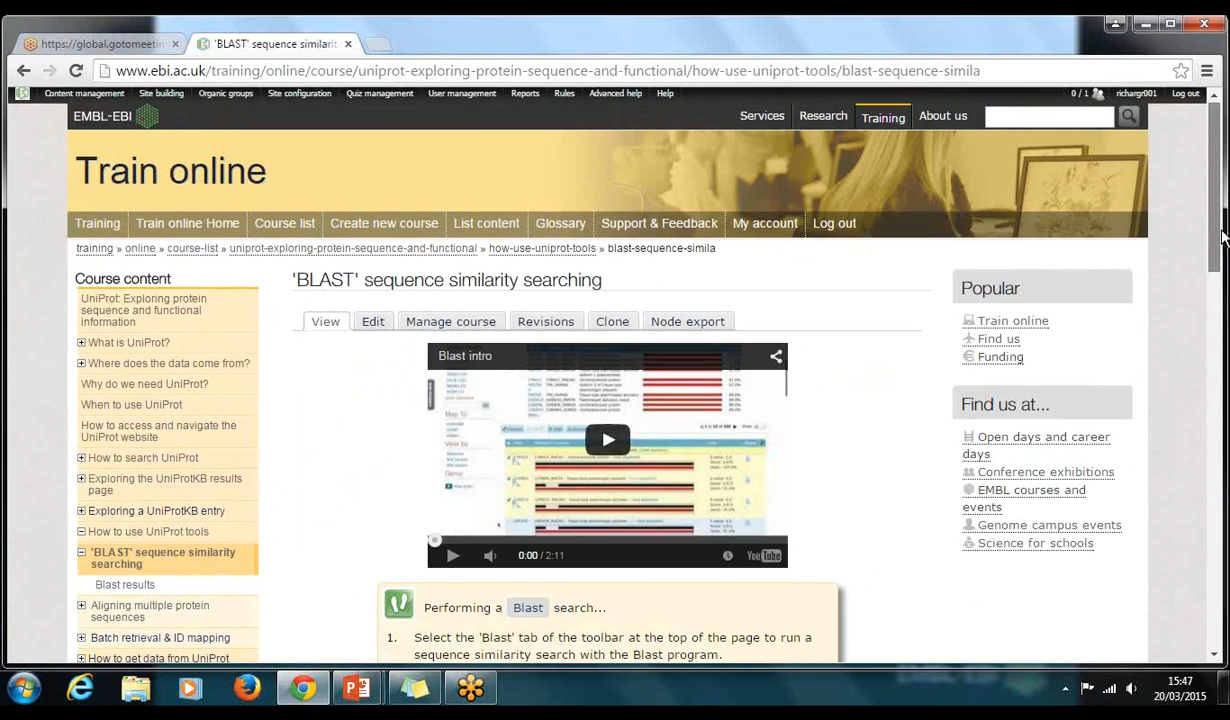 https://global.gotomeetin
'BLAST' sequence similarit
www.ebi.ac.uk/training/online/course/uniprot-exploring-protein-sequence-and-functional/how-use-uniprot-tools/blast-sequence-simila
Content management Site building Organic groups Site configuration Quiz management User management Reports Rules Advanced help Help 0 / 1 richargr001 Log out
EMBL-EBI Services Research Training About us
Train online
Training Train online Home Course list Create new course List content Glossary Support & Feedback My account Log out
training » online » course-list » uniprot-exploring-protein-sequence-and-functional » how-use-uniprot-tools » blast-sequence-simila
Course content
UniProt: Exploring protein
sequence and functional
information
What is UniProt?
Where does the data come from?
Why do we need UniProt?
When to use UniProt
How to access and navigate the
UniProt website
How to search UniProt
Exploring the UniProtKB results
page
Exploring a UniProtKB entry
How to use UniProt tools
'BLAST' sequence similarity
searching
Blast results
Aligning multiple protein
sequences
Batch retrieval & ID mapping
How to get data from UniProt
'BLAST' sequence similarity searching
View Edit Manage course Revisions Clone Node export
Blast intro
0:00 / 2:11
YouTube
Performing a Blast search...
1. Select the 'Blast' tab of the toolbar at the top of the page to run a
sequence similarity search with the Blast program.
Popular
Train online
Find us
Funding
Find us at...
Open days and career
days
Conference exhibitions
EMBL courses and
events
Genome campus events
Science for schools
15:47
20/03/2015